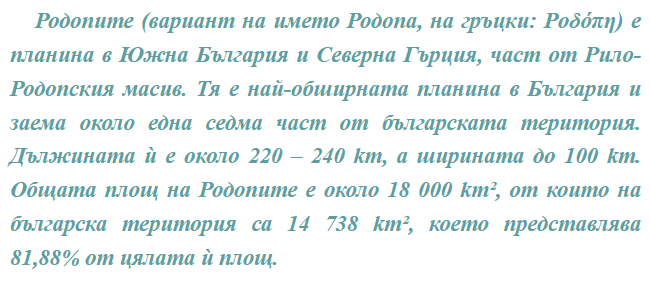 Родопите (вариант на името Родопа, на гръцки: Ροδόπη) е
планина в Южна България и Северна Гърция, част от Рило-
Родопския масив. Тя е най-обширната планина в България и
заема около една седма част от българската територия.
Дължината ѝ е около 220 – 240 km, а ширината до 100 km.
Общата площ на Родопите е около 18 000 km², от които на
българска територия са 14 738 km², което представлява
81,88% от цялата ѝ площ.